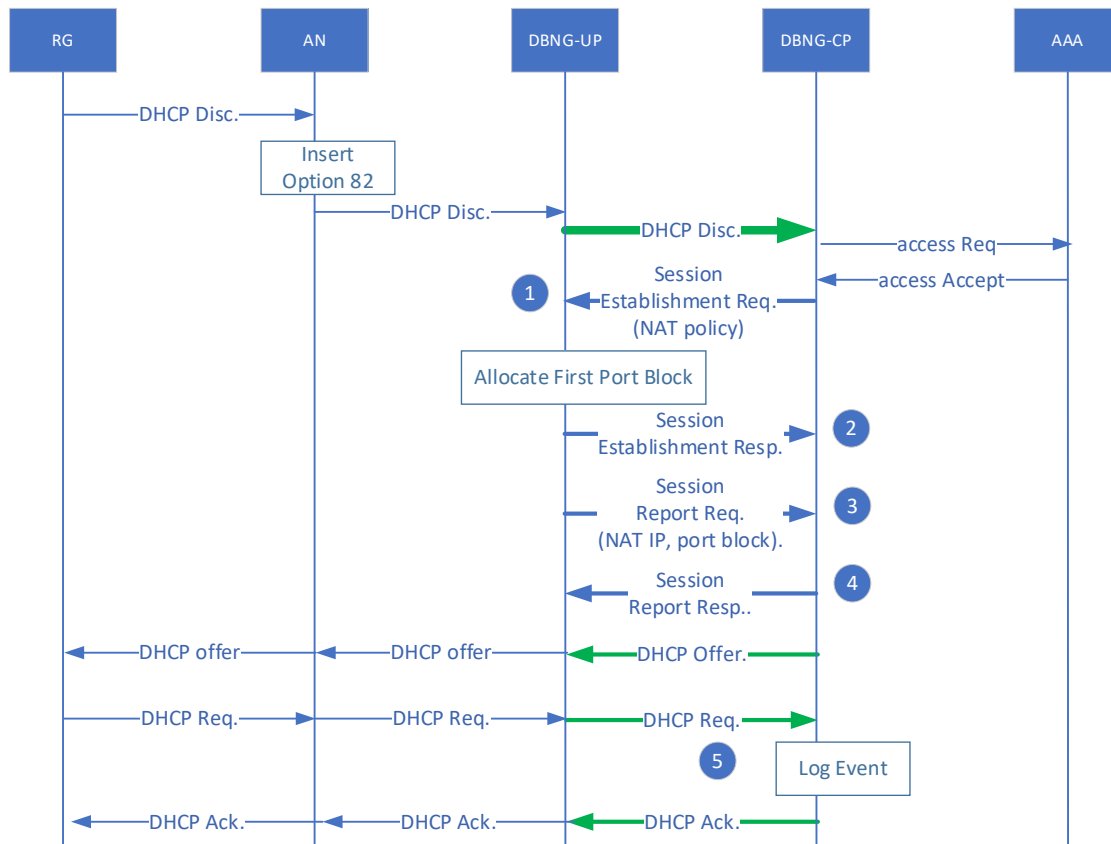 RG
AN
DBNG-UP
DBNG-CP
AAA
DHCP Disc.
Insert
Option 82
DHCP Disc.
DHCP Disc.
access Req
access Accept
1
Session
Establishment Req.
(NAT policy)
Allocate First Port Block
Session
Establishment Resp.
2
Session
Report Req.
(NAT IP, port block).
3
Session
Report Resp..
4
DHCP offer
DHCP offer
DHCP Offer.
DHCP Req.
DHCP Req.
DHCP Req.
5
Log Event
DHCP Ack.
DHCP Ack.
DHCP Ack.